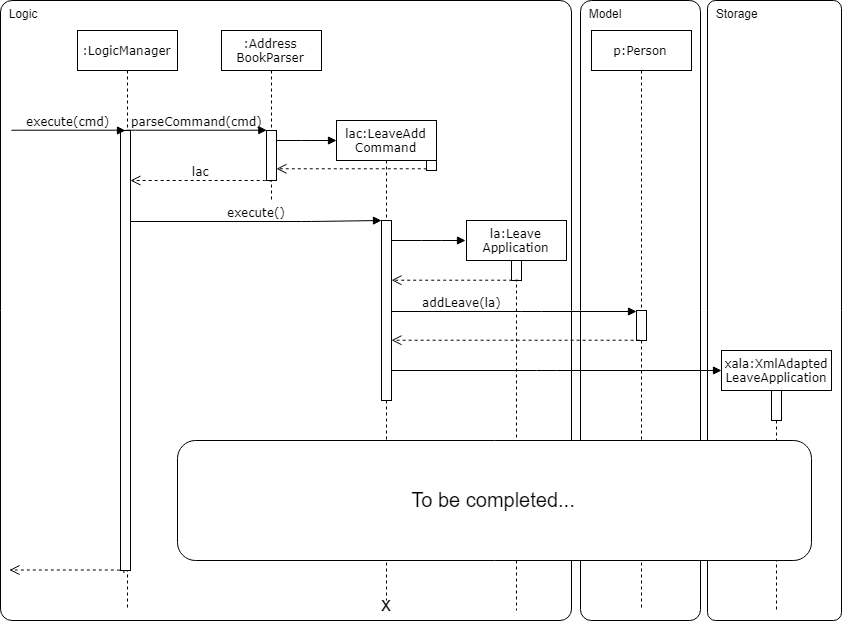 Logic
Model
Storage
:LogicManager
:Address
BookParser
p:Person
execute(cmd)
parseCommand(cmd)
lac:LeaveAdd
Command
lac
execute()
la:Leave
Application
addLeave(la)
xala:XmlAdapted
LeaveApplication
To be completed...
X